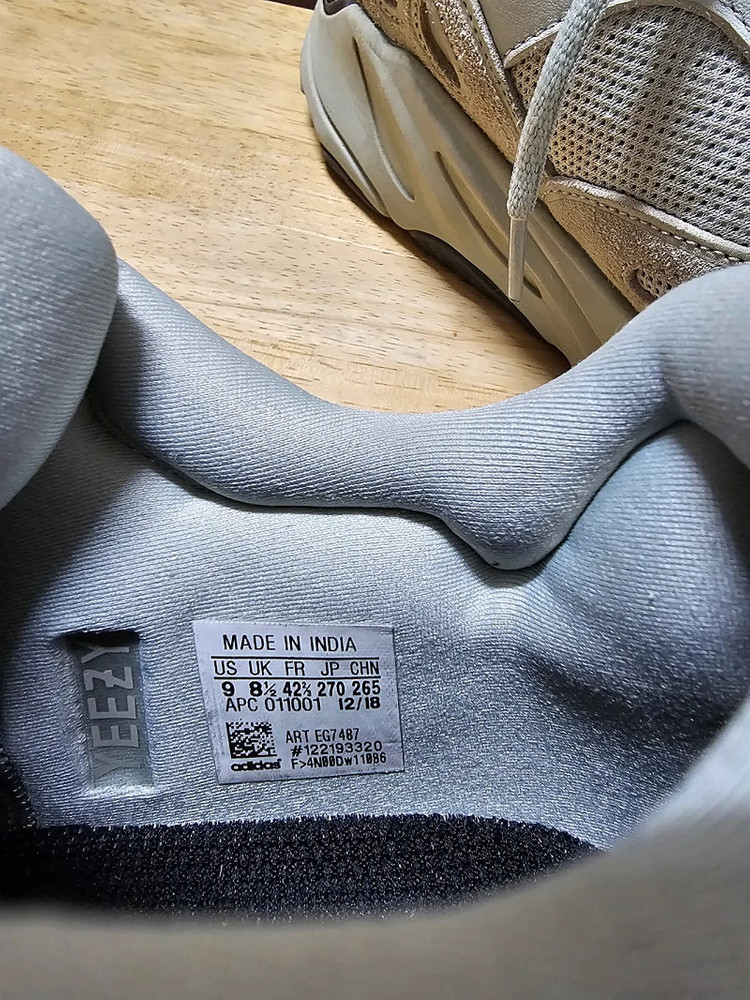 YEEZY
MADE IN INDIA
US UK FR JP CHN
9 8½ 42⅔ 270 265
APC 011001 12/18
ART EG7487
#122193320
adidas F>4N00Dw11086